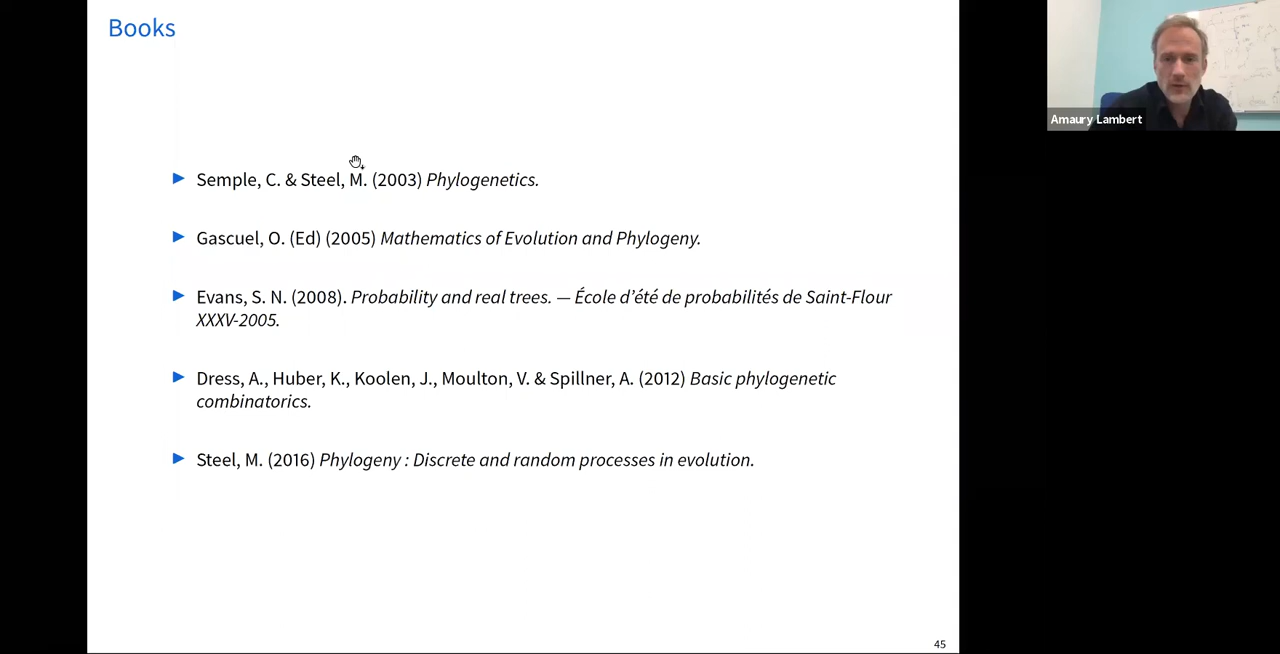 Books
Semple, C. & Steel, M. (2003) Phylogenetics.
Gascuel, O. (Ed) (2005) Mathematics of Evolution and Phylogeny.
Evans, S. N. (2008). Probability and real trees. — École d’été de probabilités de Saint-Flour
XXXV-2005.
Dress, A., Huber, K., Koolen, J., Moulton, V. & Spillner, A. (2012) Basic phylogenetic
combinatorics.
Steel, M. (2016) Phylogeny : Discrete and random processes in evolution.
45
Amaury Lambert